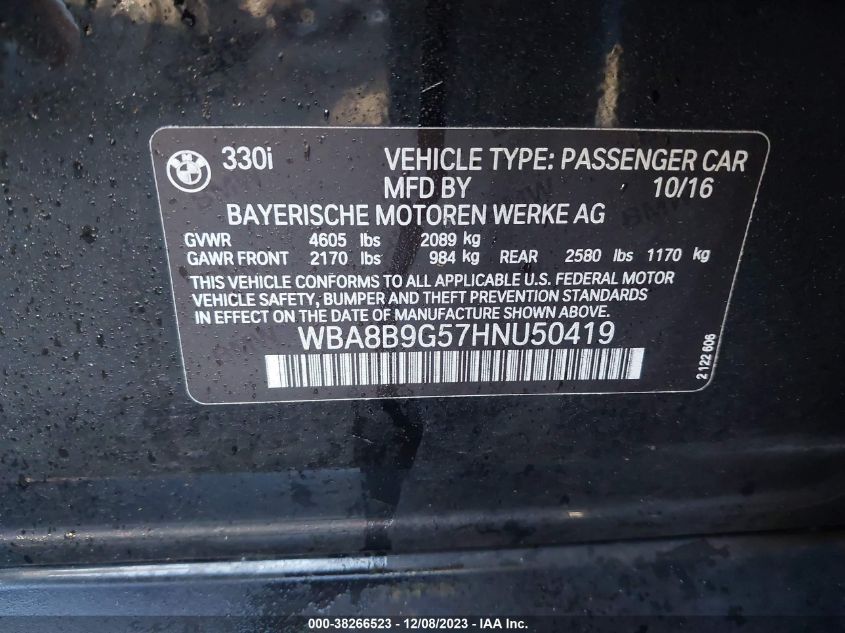 BMW 330i VEHICLE TYPE: PASSENGER CAR
MFD BY 10/16
BAYERISCHE MOTOREN WERKE AG
GVWR 4605 lbs 2089 kg
GAWR FRONT 2170 lbs 984 kg REAR 2580 lbs 1170 kg
THIS VEHICLE CONFORMS TO ALL APPLICABLE U.S. FEDERAL MOTOR
VEHICLE SAFETY, BUMPER AND THEFT PREVENTION STANDARDS
IN EFFECT ON THE DATE OF MANUFACTURE SHOWN ABOVE.
WBA8B9G57HNU50419
2 122 606
000-38266523 - 12/08/2023 - IAA Inc.